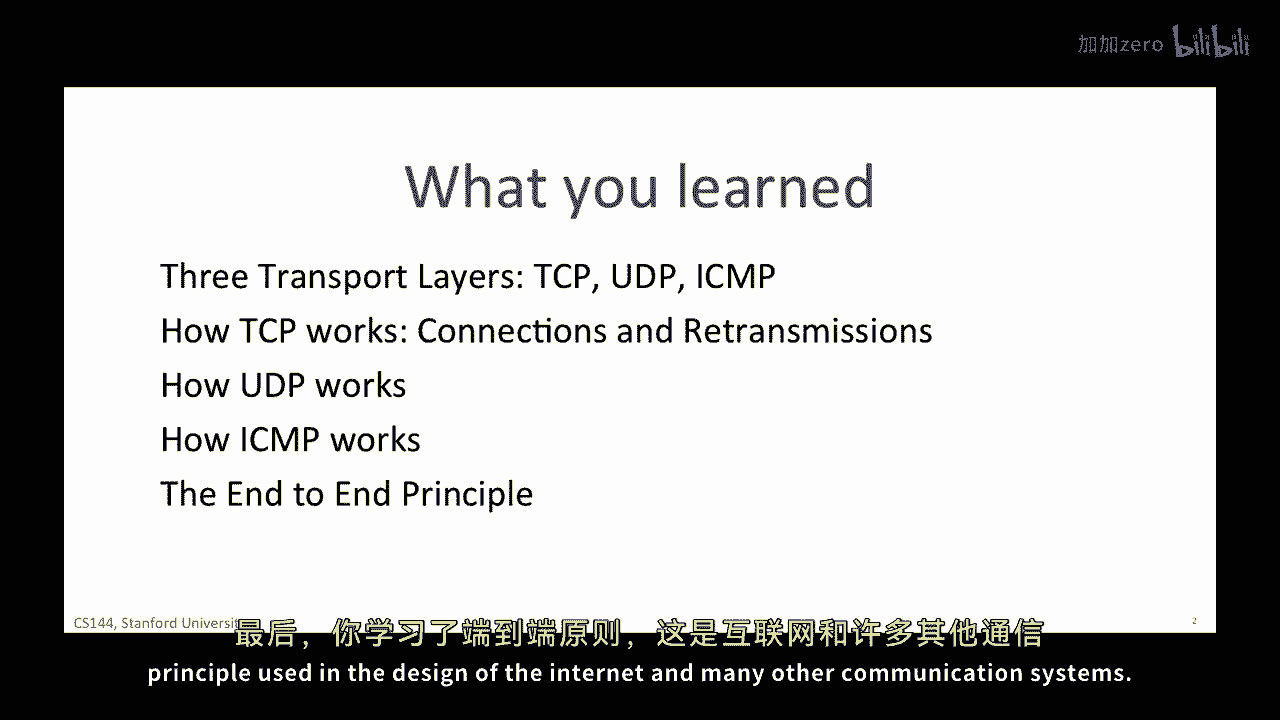 加加zero bilibili
What you learned
Three Transport Layers: TCP, UDP, ICMP
How TCP works: Connections and Retransmissions
How UDP works
How ICMP works
The End to End Principle
CS144, Stanford Universit
2
最后，你学习了端到端原则，这是互联网和许多其他通信
principle used in the design of the internet and many other communication systems.